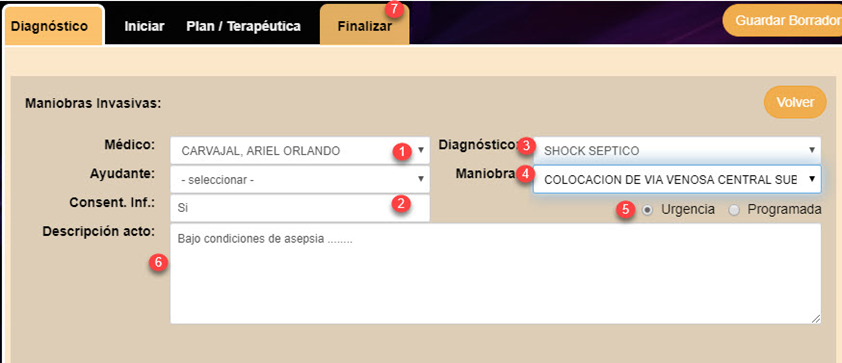 7
Diagnóstico Iniciar Plan / Terapéutica Finalizar Guardar Borrador
Maniobras Invasivas: Volver
Médico: CARVAJAL, ARIEL ORLANDO 1 Diagnóstico: 3 SHOCK SEPTICO
Ayudante: - seleccionar - Maniobra 4 COLOCACION DE VIA VENOSA CENTRAL SUB
Consent. Inf.: Si 2 5 Urgencia Programada
Descripción acto: Bajo condiciones de asepsia ........
6